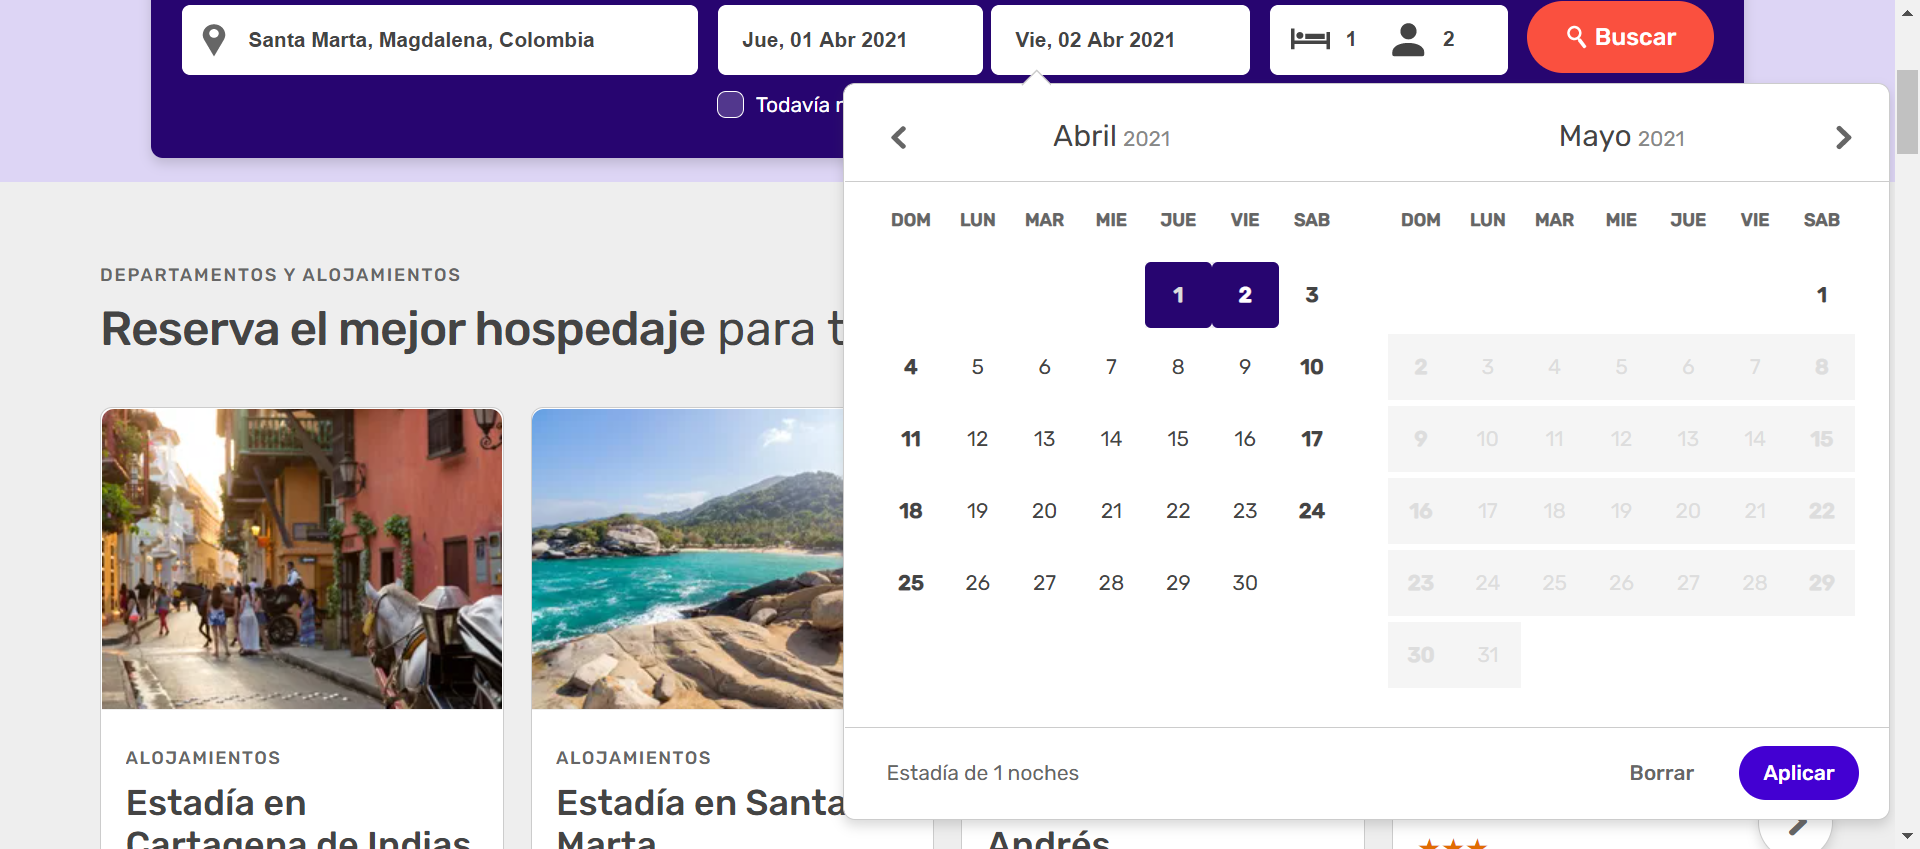 Santa Marta, Magdalena, Colombia
Jue, 01 Abr 2021
Vie, 02 Abr 2021
1
2
Buscar
Todavía
Abril 2021
Mayo 2021
DOM LUN MAR MIE JUE VIE SAB
1 2 3
4 5 6 7 8 9 10
11 12 13 14 15 16 17
18 19 20 21 22 23 24
25 26 27 28 29 30
DOM LUN MAR MIE JUE VIE SAB
1
2 3 4 5 6 7 8
9 10 11 12 13 14 15
16 17 18 19 20 21 22
23 24 25 26 27 28 29
30 31
Estadía de 1 noches
Borrar
Aplicar
DEPARTAMENTOS Y ALOJAMIENTOS
Reserva el mejor hospedaje para
ALOJAMIENTOS
Estadía en
Cartagena de Indias
ALOJAMIENTOS
Estadía en Santa
Marta
Andrés